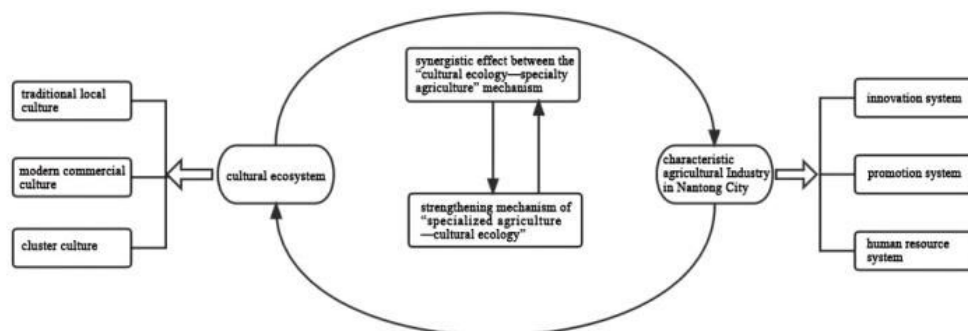 traditional local
culture
modern commercial
culture
cluster culture
cultural ecosystem
synergistic effect between the
“cultural ecology—specialty
agriculture” mechanism
strengthening mechanism of
“specialized agriculture
—cultural ecology”
characteristic
agricultural Industry
in Nantong City
innovation system
promotion system
human resource
system